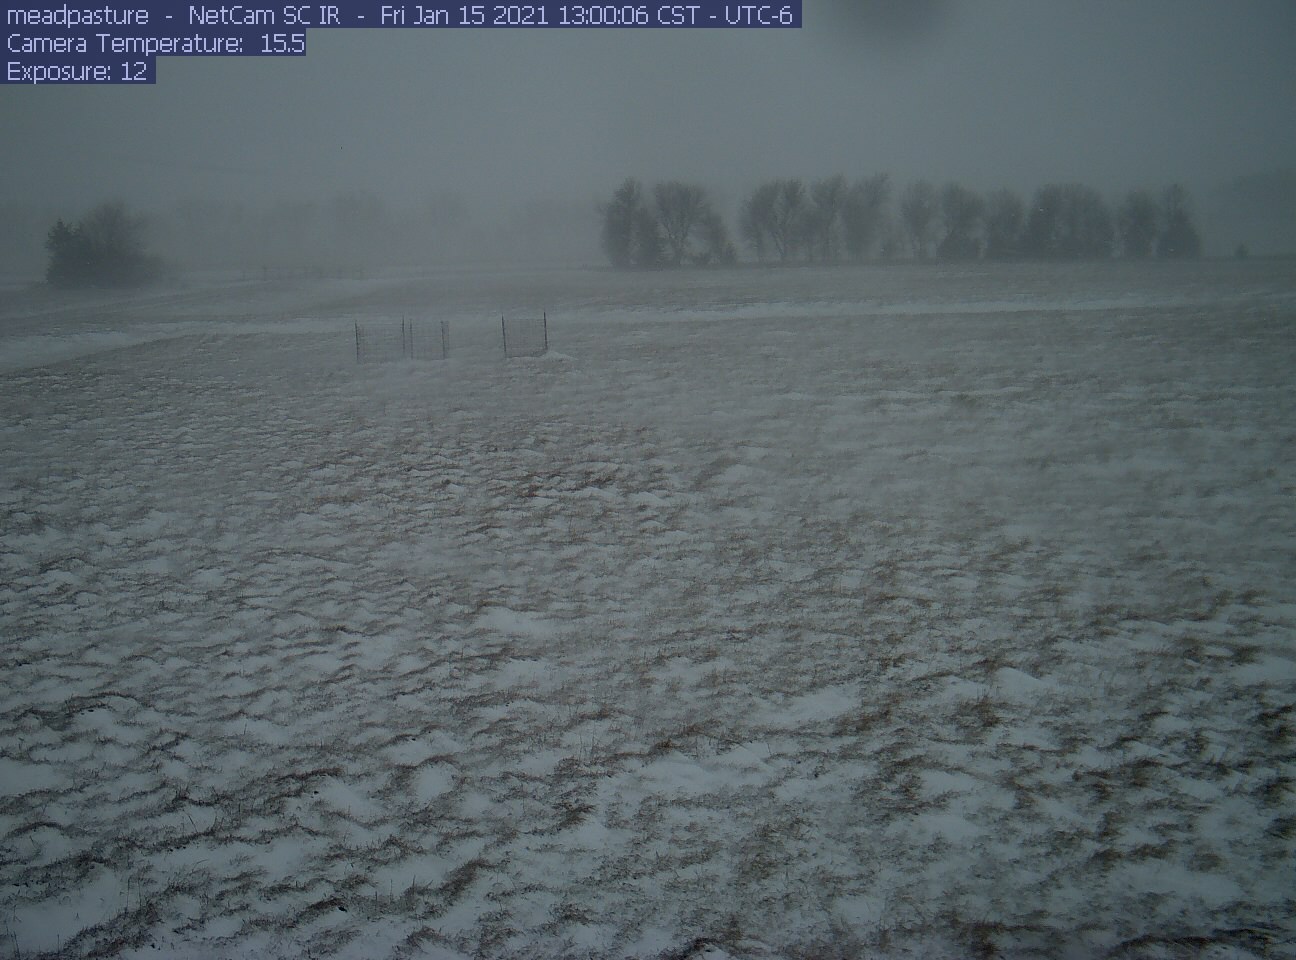 meadpasture - NetCam SC IR - Fri Jan 15 2021 13:00:06 CST - UTC-6
Camera Temperature: 15.5
Exposure: 12